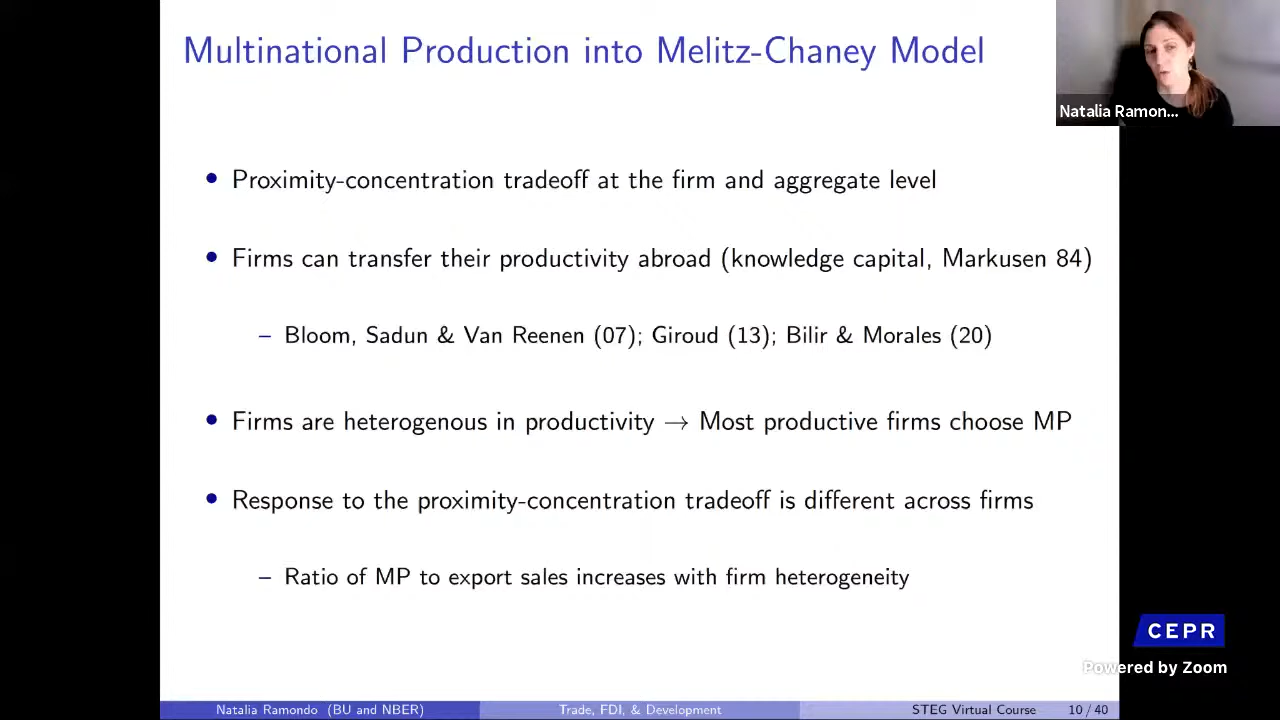 Multinational Production into Melitz-Chaney Model
Natalia Ramon...
• Proximity-concentration tradeoff at the firm and aggregate level
• Firms can transfer their productivity abroad (knowledge capital, Markusen 84)
– Bloom, Sadun & Van Reenen (07); Giroud (13); Bilir & Morales (20)
• Firms are heterogenous in productivity → Most productive firms choose MP
• Response to the proximity-concentration tradeoff is different across firms
– Ratio of MP to export sales increases with firm heterogeneity
CEPR
Powered by Zoom
Natalia Ramondo (BU and NBER) Trade, FDI, & Development STEG Virtual Course 10 / 40